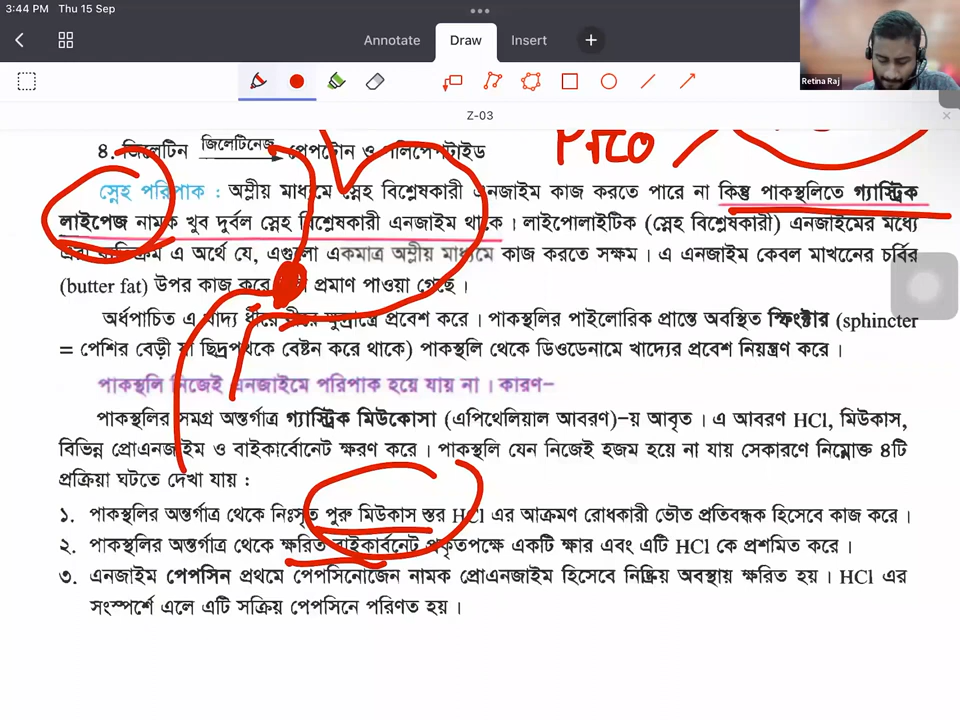 3:44 PM Thu 15 Sep
Annotate Draw Insert
Retina Raj
Z-03
৪. জিলেটিন জিলেটিনেজ পেপটোন ও পলিপেপটাইড
স্নেহ পরিপাক : অম্লীয় মাধ্যমে স্নেহ বিশ্লেষকারী এনজাইম কাজ করতে পারে না কিন্তু পাকস্থলিতে গ্যাস্ট্রিক
লাইপেজ নামক খুব দুর্বল স্নেহ বিশ্লেষকারী এনজাইম থাকে। লাইপোলাইটিক (স্নেহ বিশ্লেষকারী) এনজাইমের মধ্যে
এরা ব্যতিক্রম এ অর্থে যে, এগুলো একমাত্র অম্লীয় মাধ্যমে কাজ করতে সক্ষম। এ এনজাইম কেবল মাখনের চর্বির
(butter fat) উপর কাজ করে প্রমাণ পাওয়া গেছে।
অর্ধপাচিত এ খাদ্য ধীরে ধীরে ক্ষুদ্রান্ত্রে প্রবেশ করে। পাকস্থলির পাইলোরিক প্রান্তে অবস্থিত স্ফিংক্টার (sphincter
= পেশির বেড়ী যা ছিদ্রপথকে বেষ্টন করে থাকে) পাকস্থলি থেকে ডিওডেনামে খাদ্যের প্রবেশ নিয়ন্ত্রণ করে।
পাকস্থলি নিজেই এনজাইমে পরিপাক হয়ে যায় না। কারণ–
পাকস্থলির সমগ্র অন্তর্গাত্র গ্যাস্ট্রিক মিউকোসা (এপিথেলিয়াল আবরণ)-য় আবৃত। এ আবরণ HCl, মিউকাস,
বিভিন্ন প্রোএনজাইম ও বাইকার্বোনেট ক্ষরণ করে। পাকস্থলি যেন নিজেই হজম হয়ে না যায় সেকারণে নিম্নোক্ত ৪টি
প্রক্রিয়া ঘটতে দেখা যায় :
১. পাকস্থলির অন্তর্গাত্র থেকে নিঃসৃত পুরু মিউকাস স্তর HCl এর আক্রমণ রোধকারী ভৌত প্রতিবন্ধক হিসেবে কাজ করে।
২. পাকস্থলির অন্তর্গাত্র থেকে ক্ষরিত বাইকার্বনেট প্রকৃতপক্ষে একটি ক্ষার এবং এটি HCl কে প্রশমিত করে।
৩. এনজাইম পেপসিন প্রথমে পেপসিনোজেন নামক প্রোএনজাইম হিসেবে নিষ্ক্রিয় অবস্থায় ক্ষরিত হয়। HCl এর
সংস্পর্শে এলে এটি সক্রিয় পেপসিনে পরিণত হয়।